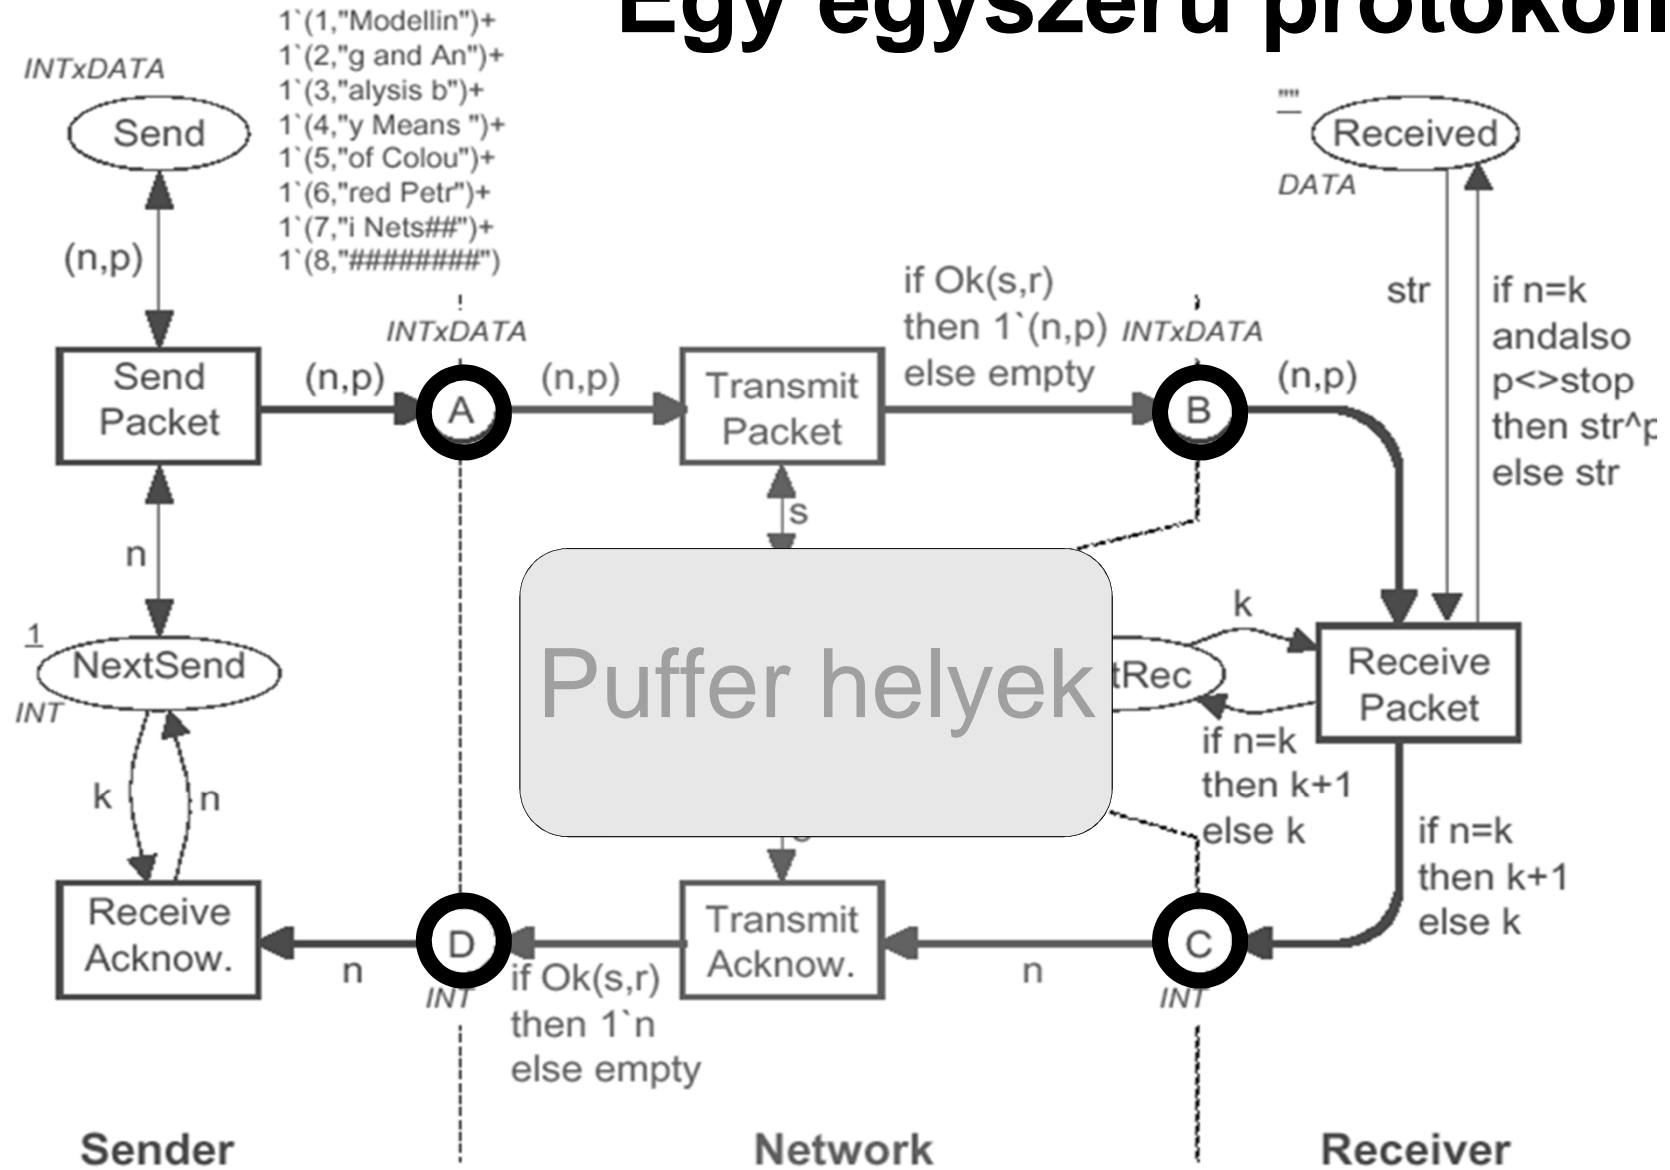 Egy egyszerű protokoll
1`(1,"Modellin")+
1`(2,"g and An")+
1`(3,"alysis b")+
1`(4,"y Means ")+
1`(5,"of Colou")+
1`(6,"red Petr")+
1`(7,"i Nets##")+
1`(8,"########")
INTxDATA
Send
""
Received
DATA
(n,p)
str
if n=k
andalso
p<>stop
then str^p
else str
if Ok(s,r)
then 1`(n,p)
else empty
INTxDATA
INTxDATA
Send
Packet
(n,p)
A
(n,p)
Transmit
Packet
B
(n,p)
s
n
Puffer helyek
1
NextSend
INT
tRec
k
Receive
Packet
if n=k
then k+1
else k
k
n
if n=k
then k+1
else k
Receive
Acknow.
n
D
INT
if Ok(s,r)
then 1`n
else empty
Transmit
Acknow.
n
C
INT
Sender
Network
Receiver